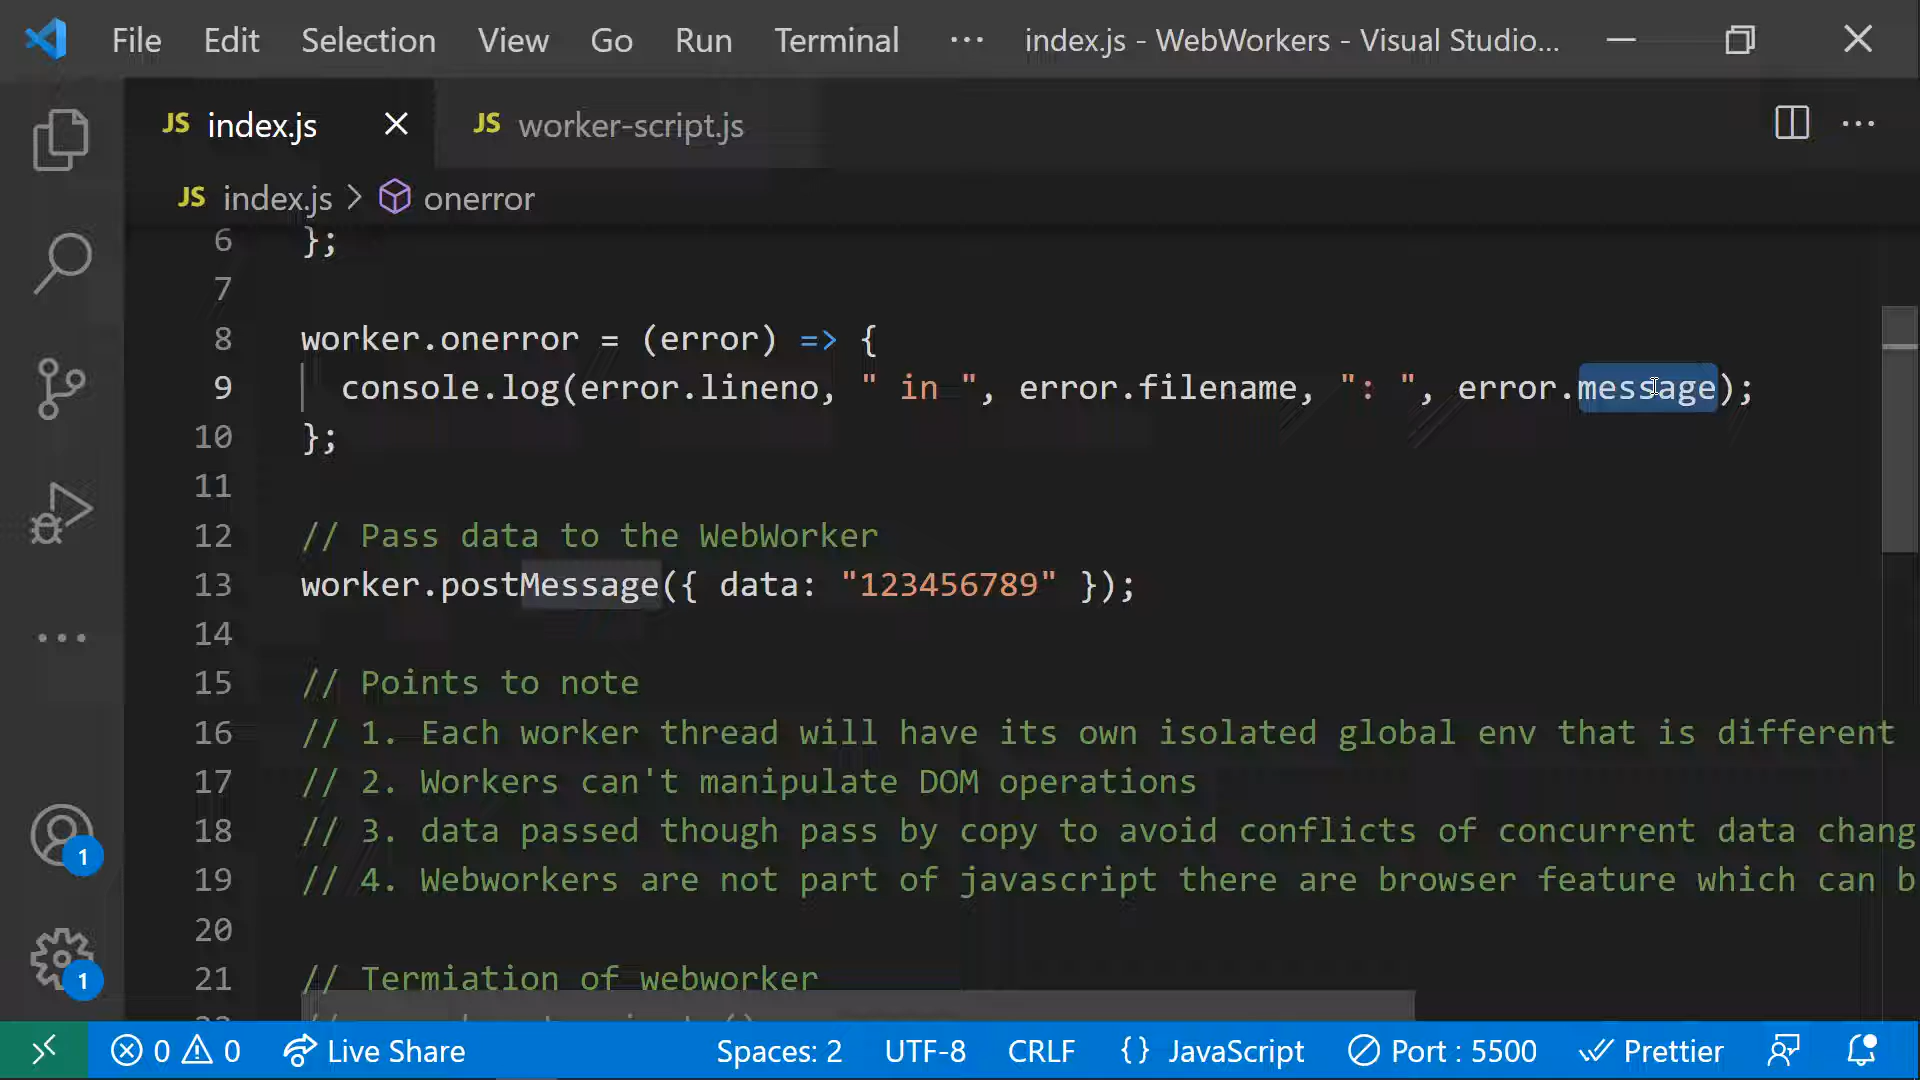 File Edit Selection View Go Run Terminal ··· index.js - WebWorkers - Visual Studio...
JS index.js JS worker-script.js ···
JS index.js > onerror
6 };
7
8 worker.onerror = (error) => {
9 console.log(error.lineno, " in ", error.filename, ": ", error.message);
10 };
11
12 // Pass data to the WebWorker
13 worker.postMessage({ data: "123456789" });
14
15 // Points to note
16 // 1. Each worker thread will have its own isolated global env that is different
17 // 2. Workers can't manipulate DOM operations
18 // 3. data passed though pass by copy to avoid conflicts of concurrent data chang
19 // 4. Webworkers are not part of javascript there are browser feature which can b
20
21 // Termiation of webworker
1
1
0 0 Live Share Spaces: 2 UTF-8 CRLF {} JavaScript Port : 5500 Prettier